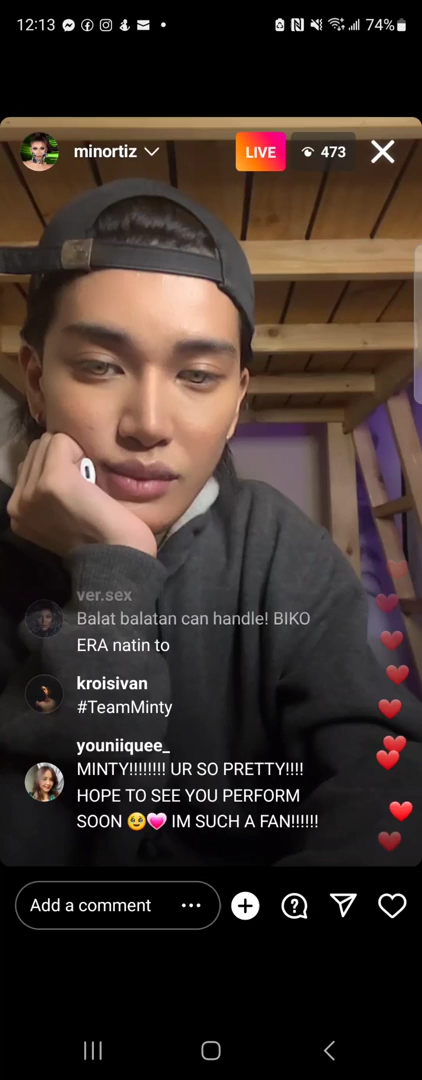 12:13
74%
minortiz
LIVE
473
ver.sex
Balat balatan can handle! BIKO
ERA natin to
kroisivan
#TeamMinty
youniiquee_
MINTY!!!!!!!! UR SO PRETTY!!!!
HOPE TO SEE YOU PERFORM
SOON 🥹💗 IM SUCH A FAN!!!!!!
Add a comment